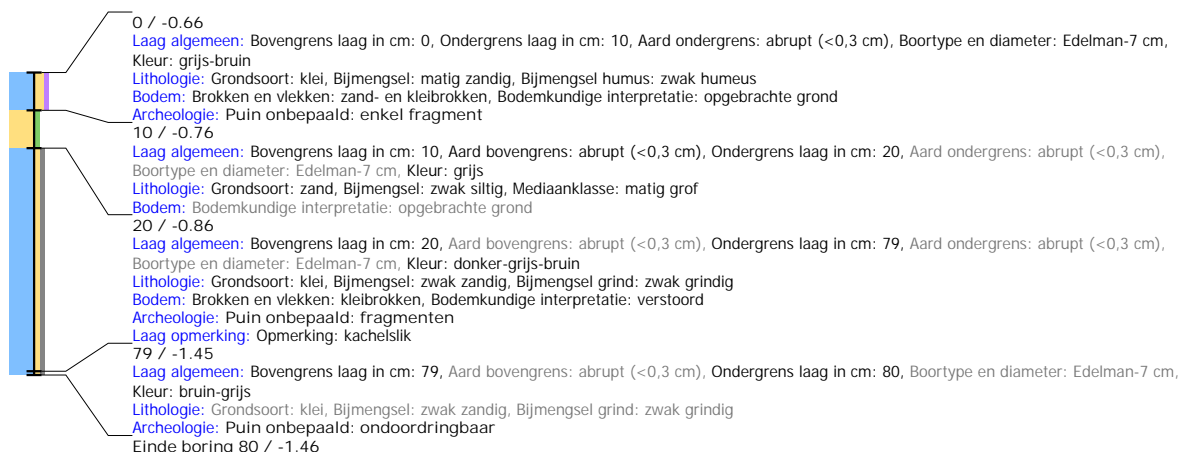 0 / -0.66
Laag algemeen: Bovengrens laag in cm: 0, Ondergrens laag in cm: 10, Aard ondergrens: abrupt (<0,3 cm), Boortype en diameter: Edelman-7 cm,
Kleur: grijs-bruin
Lithologie: Grondsoort: klei, Bijmengsel: matig zandig, Bijmengsel humus: zwak humeus
Bodem: Brokken en vlekken: zand- en kleibrokken, Bodemkundige interpretatie: opgebrachte grond
Archeologie: Puin onbepaald: enkel fragment
10 / -0.76
Laag algemeen: Bovengrens laag in cm: 10, Aard bovengrens: abrupt (<0,3 cm), Ondergrens laag in cm: 20, Aard ondergrens: abrupt (<0,3 cm),
Boortype en diameter: Edelman-7 cm, Kleur: grijs
Lithologie: Grondsoort: zand, Bijmengsel: zwak siltig, Mediaanklasse: matig grof
Bodem: Bodemkundige interpretatie: opgebrachte grond
20 / -0.86
Laag algemeen: Bovengrens laag in cm: 20, Aard bovengrens: abrupt (<0,3 cm), Ondergrens laag in cm: 79, Aard ondergrens: abrupt (<0,3 cm),
Boortype en diameter: Edelman-7 cm, Kleur: donker-grijs-bruin
Lithologie: Grondsoort: klei, Bijmengsel: zwak zandig, Bijmengsel grind: zwak grindig
Bodem: Brokken en vlekken: kleibrokken, Bodemkundige interpretatie: verstoord
Archeologie: Puin onbepaald: fragmenten
Laag opmerking: Opmerking: kachelslik
79 / -1.45
Laag algemeen: Bovengrens laag in cm: 79, Aard bovengrens: abrupt (<0,3 cm), Ondergrens laag in cm: 80, Boortype en diameter: Edelman-7 cm,
Kleur: bruin-grijs
Lithologie: Grondsoort: klei, Bijmengsel: zwak zandig, Bijmengsel grind: zwak grindig
Archeologie: Puin onbepaald: ondoordringbaar
Einde boring 80 / -1.46